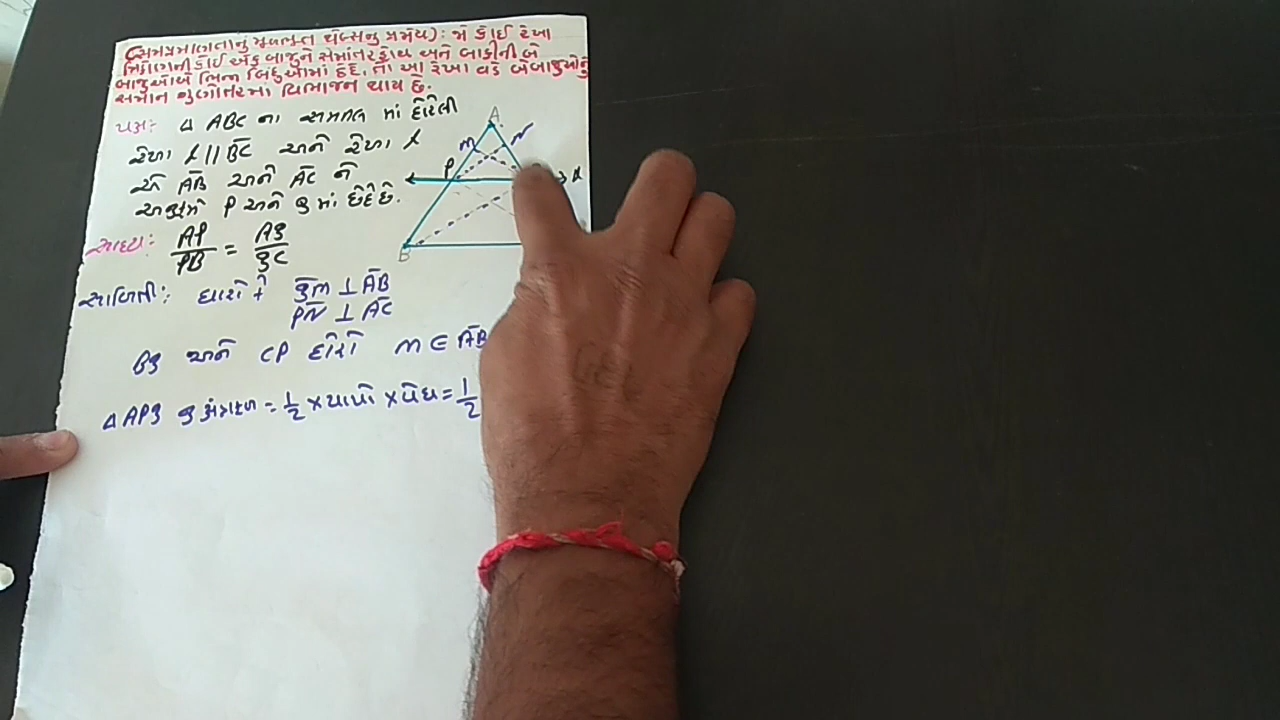 (સમપ્રમાણતાનું મૂળભૂત થેલ્સનુ પ્રમેય): જો કોઈ રેખા
ત્રિકોણની કોઈ એક બાજુને સમાંતર હોય અને બાકીની બે
બાજુઓને ભિન્ન બિંદુઓમાં છેદે, તો આ રેખા વડે બે બાજુઓનું
સમાન ગુણોત્તરમાં વિભાજન થાય છે.
પક્ષ: △ ABC ના સમતલ માં દોરેલી
રેખા l || BC અને રેખા l
એ AB અને AC ને
અનુક્રમે P અને Q માં છેદે છે.
સાધ્ય: AP/PB = AQ/QC
સાબિતી: ધારો કે QM ⊥ AB
PN ⊥ AC
BQ અને CP દોરો M ∈ AB
△ APQ નું ક્ષેત્રફળ = 1/2 × પાયો × વેધ = 1/2
A
M N
P l
B